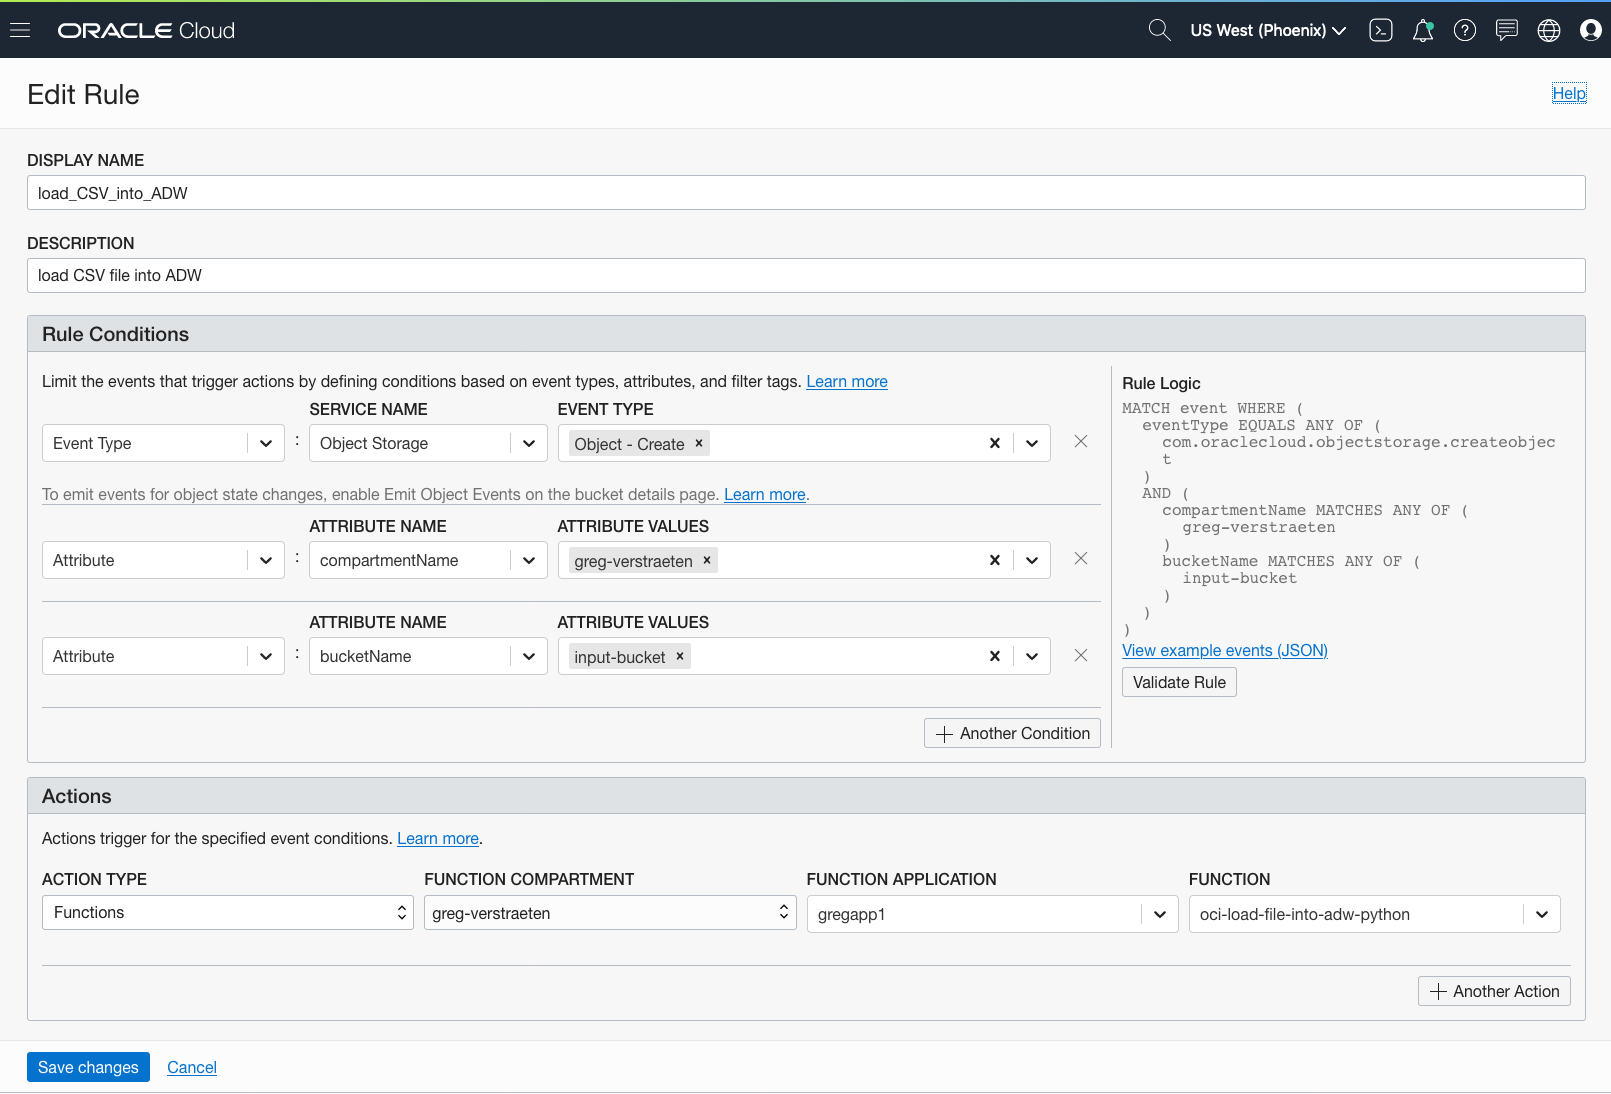 ORACLE Cloud
US West (Phoenix)
Edit Rule
Help
DISPLAY NAME
load_CSV_into_ADW
DESCRIPTION
load CSV file into ADW
Rule Conditions
Limit the events that trigger actions by defining conditions based on event types, attributes, and filter tags. Learn more
SERVICE NAME EVENT TYPE
Event Type : Object Storage Object - Create ×
To emit events for object state changes, enable Emit Object Events on the bucket details page. Learn more.
ATTRIBUTE NAME ATTRIBUTE VALUES
Attribute : compartmentName greg-verstraeten ×
ATTRIBUTE NAME ATTRIBUTE VALUES
Attribute : bucketName input-bucket ×
+ Another Condition
Rule Logic
MATCH event WHERE (
eventType EQUALS ANY OF (
com.oraclecloud.objectstorage.createobjec
t
)
AND (
compartmentName MATCHES ANY OF (
greg-verstraeten
)
bucketName MATCHES ANY OF (
input-bucket
)
)
)
View example events (JSON)
Validate Rule
Actions
Actions trigger for the specified event conditions. Learn more.
ACTION TYPE FUNCTION COMPARTMENT FUNCTION APPLICATION FUNCTION
Functions greg-verstraeten gregapp1 oci-load-file-into-adw-python
+ Another Action
Save changes Cancel